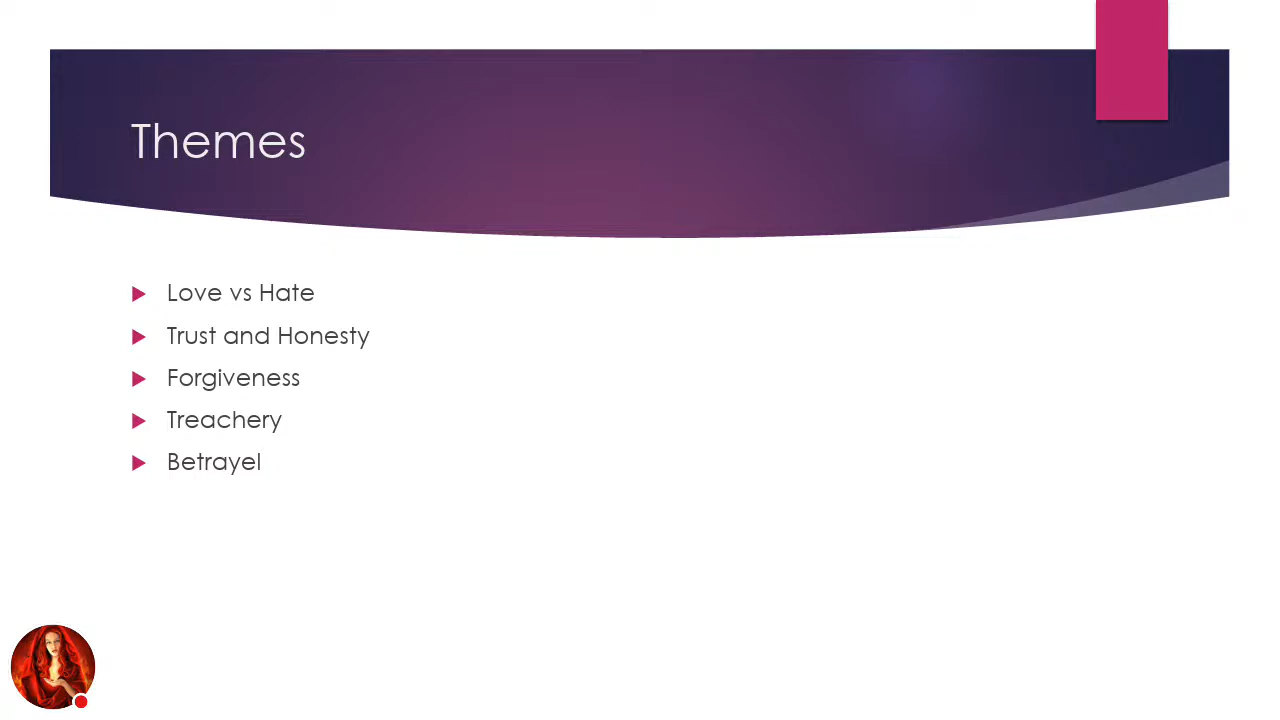 Themes
Love vs Hate
Trust and Honesty
Forgiveness
Treachery
Betrayel